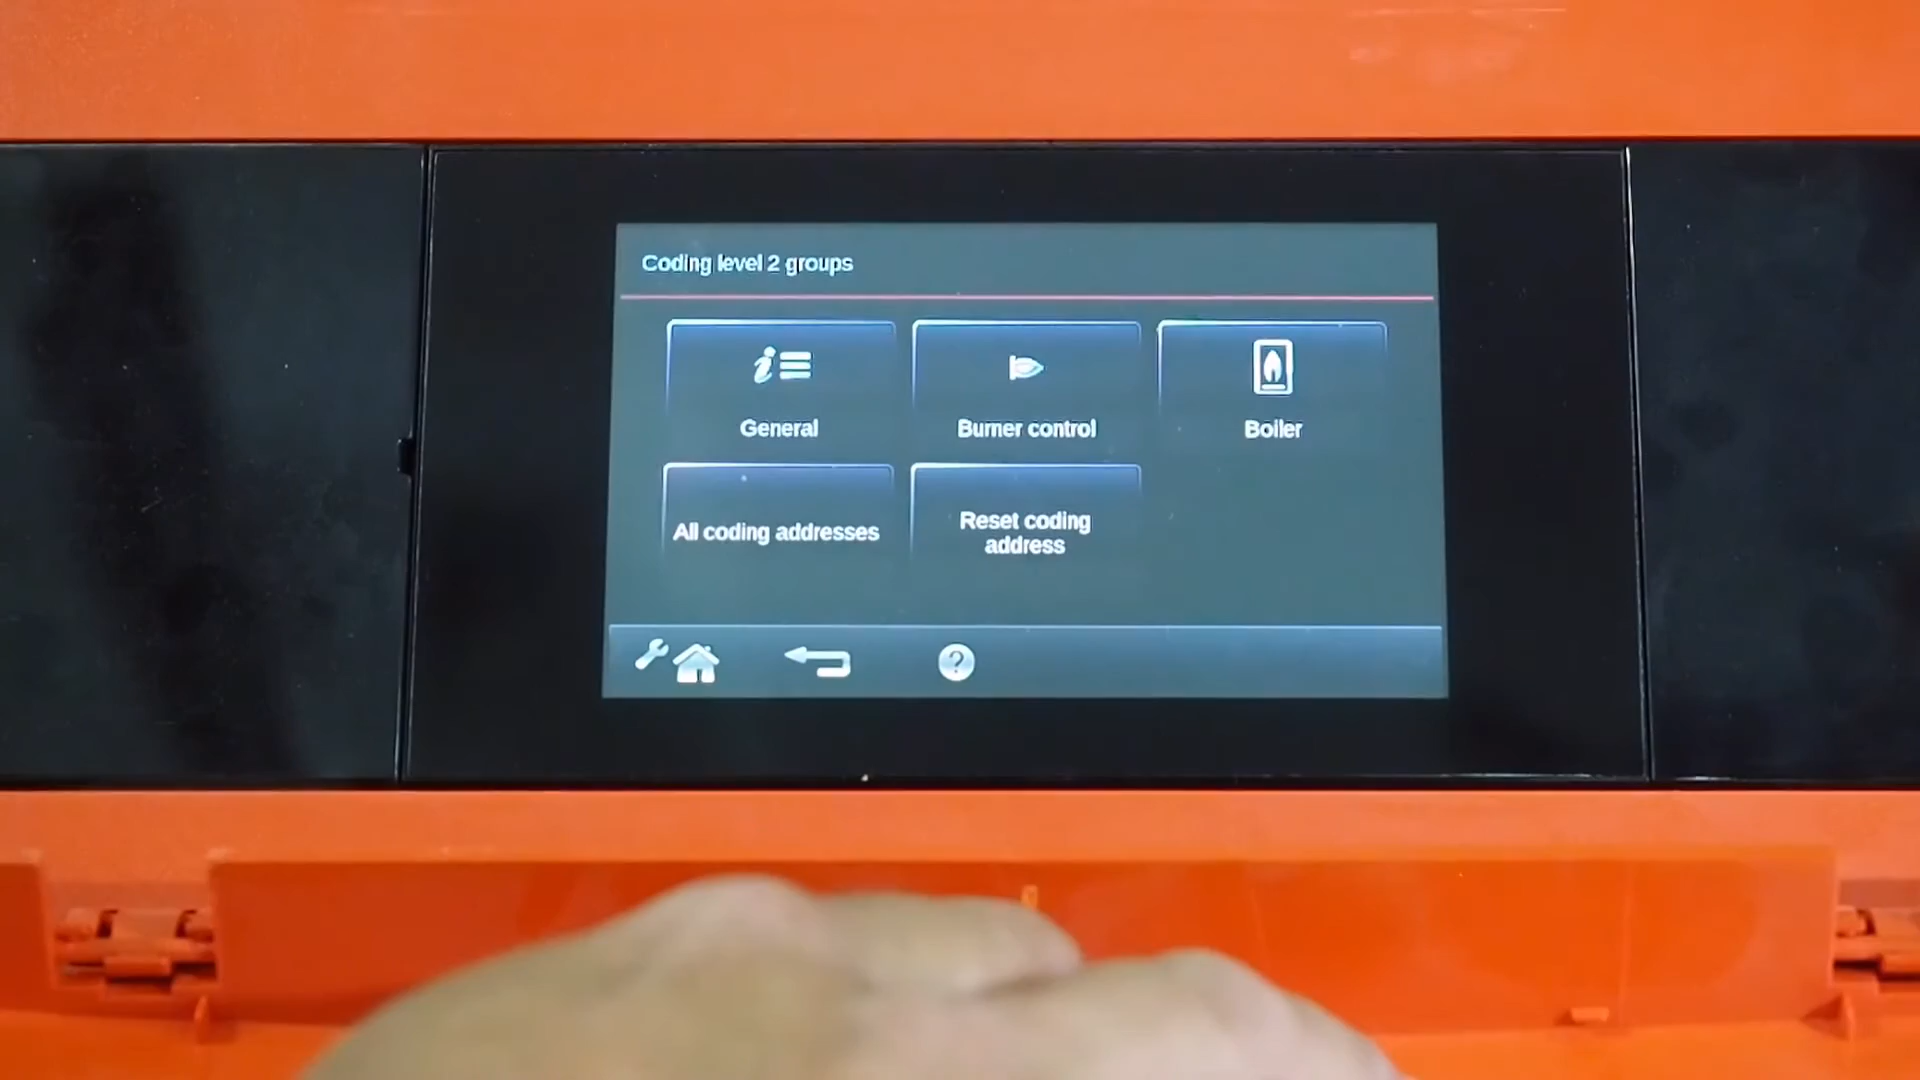 Coding level 2 groups
General
Burner control
Boiler
All coding addresses
Reset coding
address